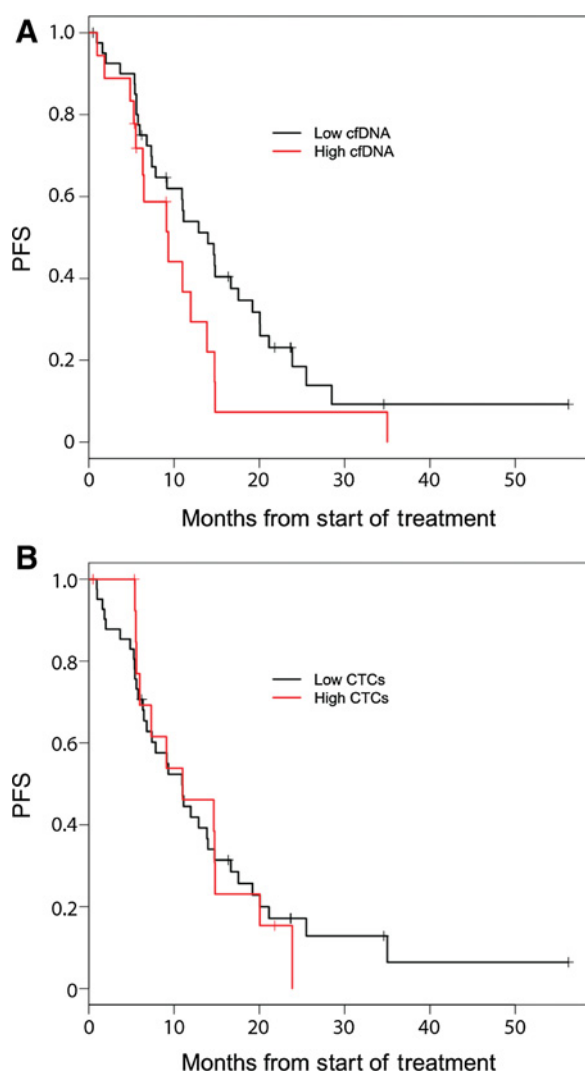 A
1.0
0.8
0.6
0.4
0.2
0
PFS
Low cfDNA
High cfDNA
0 10 20 30 40 50
Months from start of treatment
B
1.0
0.8
0.6
0.4
0.2
0
PFS
Low CTCs
High CTCs
0 10 20 30 40 50
Months from start of treatment